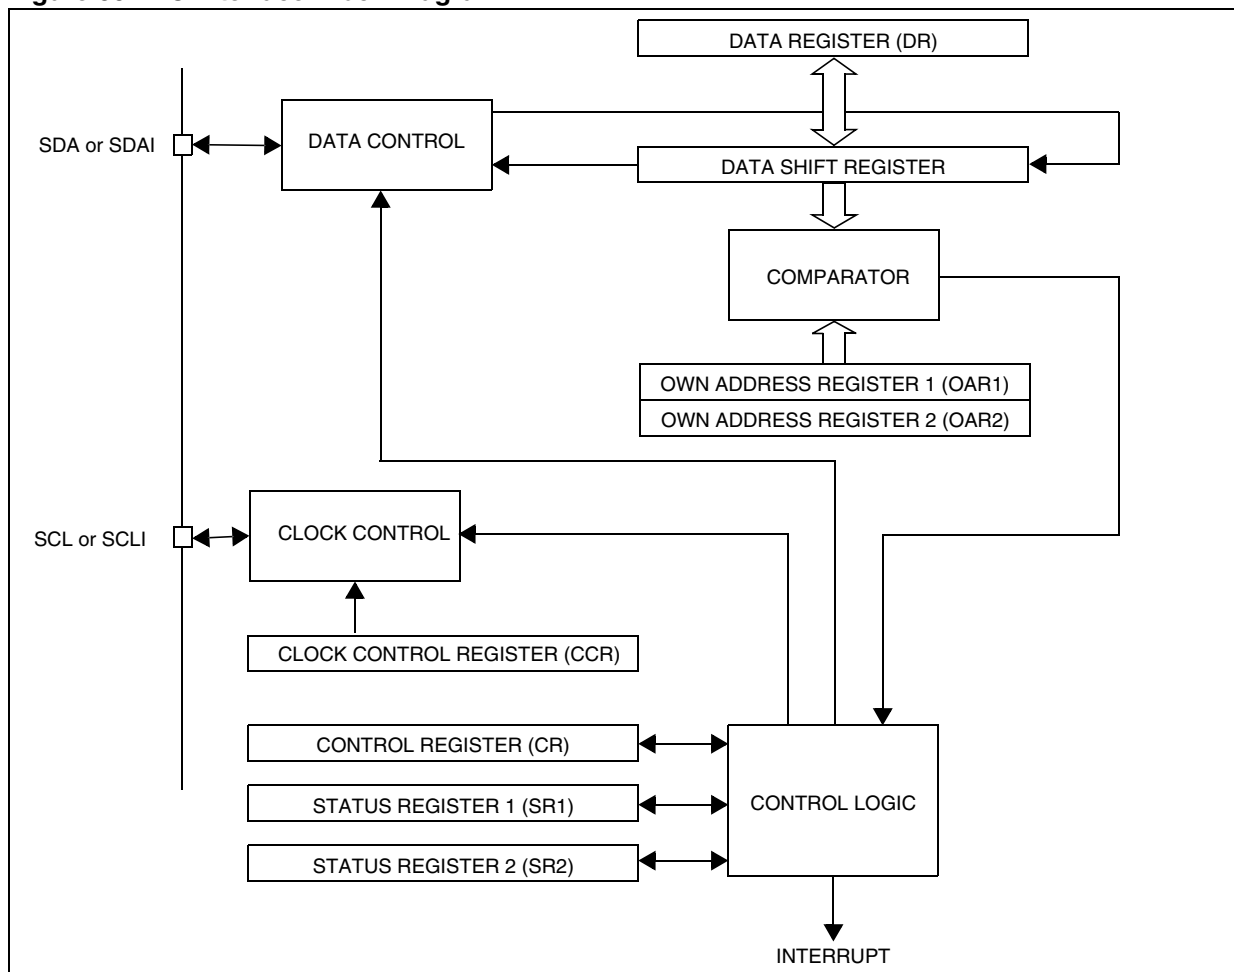 DATA REGISTER (DR)
SDA or SDAI
DATA CONTROL
DATA SHIFT REGISTER
COMPARATOR
OWN ADDRESS REGISTER 1 (OAR1)
OWN ADDRESS REGISTER 2 (OAR2)
SCL or SCLI
CLOCK CONTROL
CLOCK CONTROL REGISTER (CCR)
CONTROL REGISTER (CR)
STATUS REGISTER 1 (SR1)
CONTROL LOGIC
STATUS REGISTER 2 (SR2)
INTERRUPT